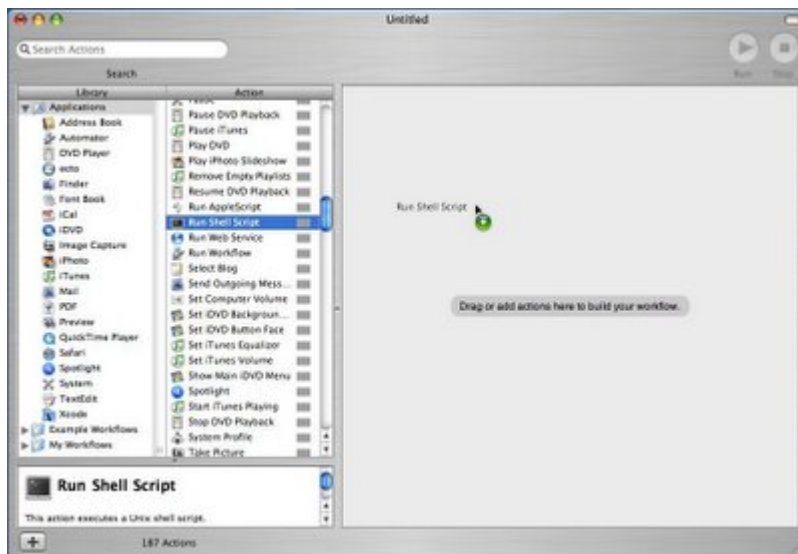 Untitled
Search Actions
Search
Run
Stop
Library
Action
Applications
Address Book
Automator
DVD Player
ecto
Finder
Font Book
iCal
iDVD
Image Capture
iPhoto
iTunes
Mail
PDF
Preview
QuickTime Player
Safari
Spotlight
System
TextEdit
Xcode
Example Workflows
My Workflows
Pause
Pause DVD Playback
Pause iTunes
Play DVD
Play iPhoto Slideshow
Remove Empty Playlists
Resume DVD Playback
Run AppleScript
Run Shell Script
Run Web Service
Run Workflow
Select Blog
Send Outgoing Mess...
Set Computer Volume
Set iDVD Backgroun...
Set iDVD Button Face
Set iTunes Equalizer
Set iTunes Volume
Show Main iDVD Menu
Spotlight
Start iTunes Playing
Stop DVD Playback
System Profile
Take Picture
Run Shell Script
Drag or add actions here to build your workflow.
Run Shell Script
This action executes a Unix shell script.
187 Actions